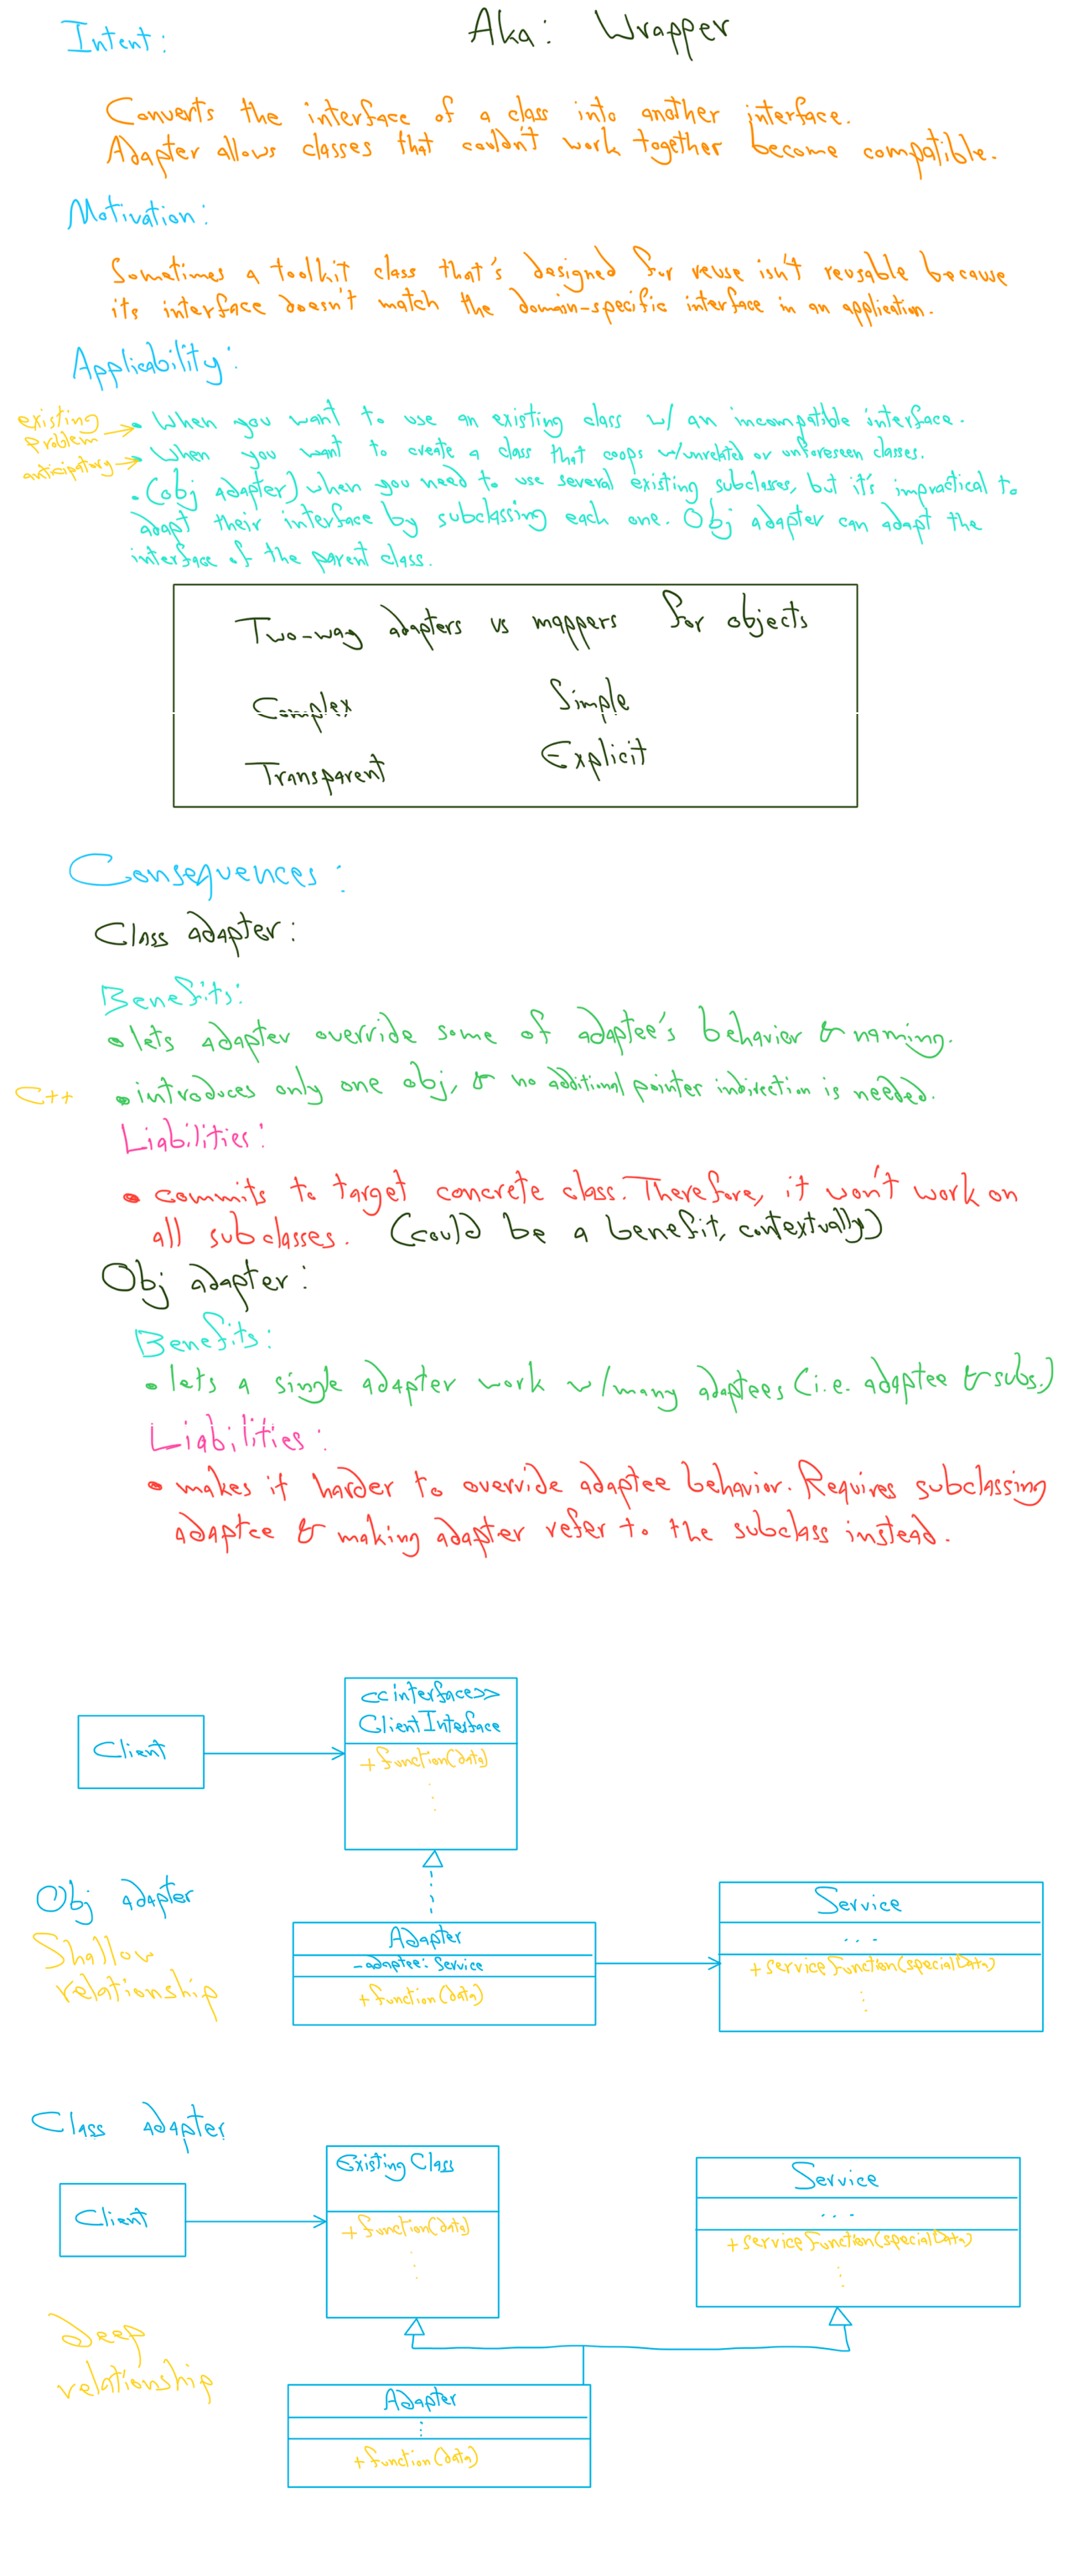 Intent:
Aka: Wrapper
Converts the interface of a class into another interface.
Adapter allows classes that couldn't work together become compatible.
Motivation:
Sometimes a toolkit class that's designed for reuse isn't reusable because
its interface doesn't match the domain-specific interface in an application.
Applicability:
existing
problem
• When you want to use an existing class w/ an incompatible interface.
anticipatory
• When you want to create a class that coops w/unrelated or unforeseen classes.
• (obj adapter) when you need to use several existing subclasses, but it's impractical to
adapt their interface by subclassing each one. Obj adapter can adapt the
interface of the parent class.
Two-way adapters vs mappers for objects
Complex Simple
Transparent Explicit
Consequences:
Class adapter:
Benefits:
• lets adapter override some of adaptee's behavior & naming.
C++
• introduces only one obj, & no additional pointer indirection is needed.
Liabilities:
• commits to target concrete class. Therefore, it won't work on
all subclasses. (could be a benefit, contextually)
Obj adapter:
Benefits:
• lets a single adapter work w/many adaptees (i.e. adaptee & subs.)
Liabilities:
• makes it harder to override adaptee behavior. Requires subclassing
adaptee & making adapter refer to the subclass instead.
<<interface>>
ClientInterface
Client
+ function(data)
Obj adapter
Shallow
relationship
Adapter
- adaptee: Service
+ function(data)
Service
...
+ serviceFunction(specialData)
Class adapter
Client
Existing Class
+ function(data)
Service
...
+ serviceFunction(specialData)
Deep
relationship
Adapter
+ function(data)